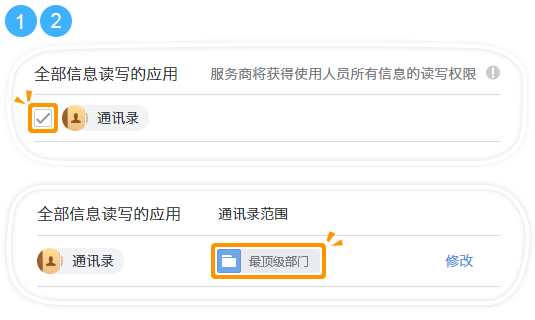 1 2
全部信息读写的应用 服务商将获得使用人员所有信息的读写权限 !
通讯录
全部信息读写的应用 通讯录范围
通讯录 最顶级部门 修改